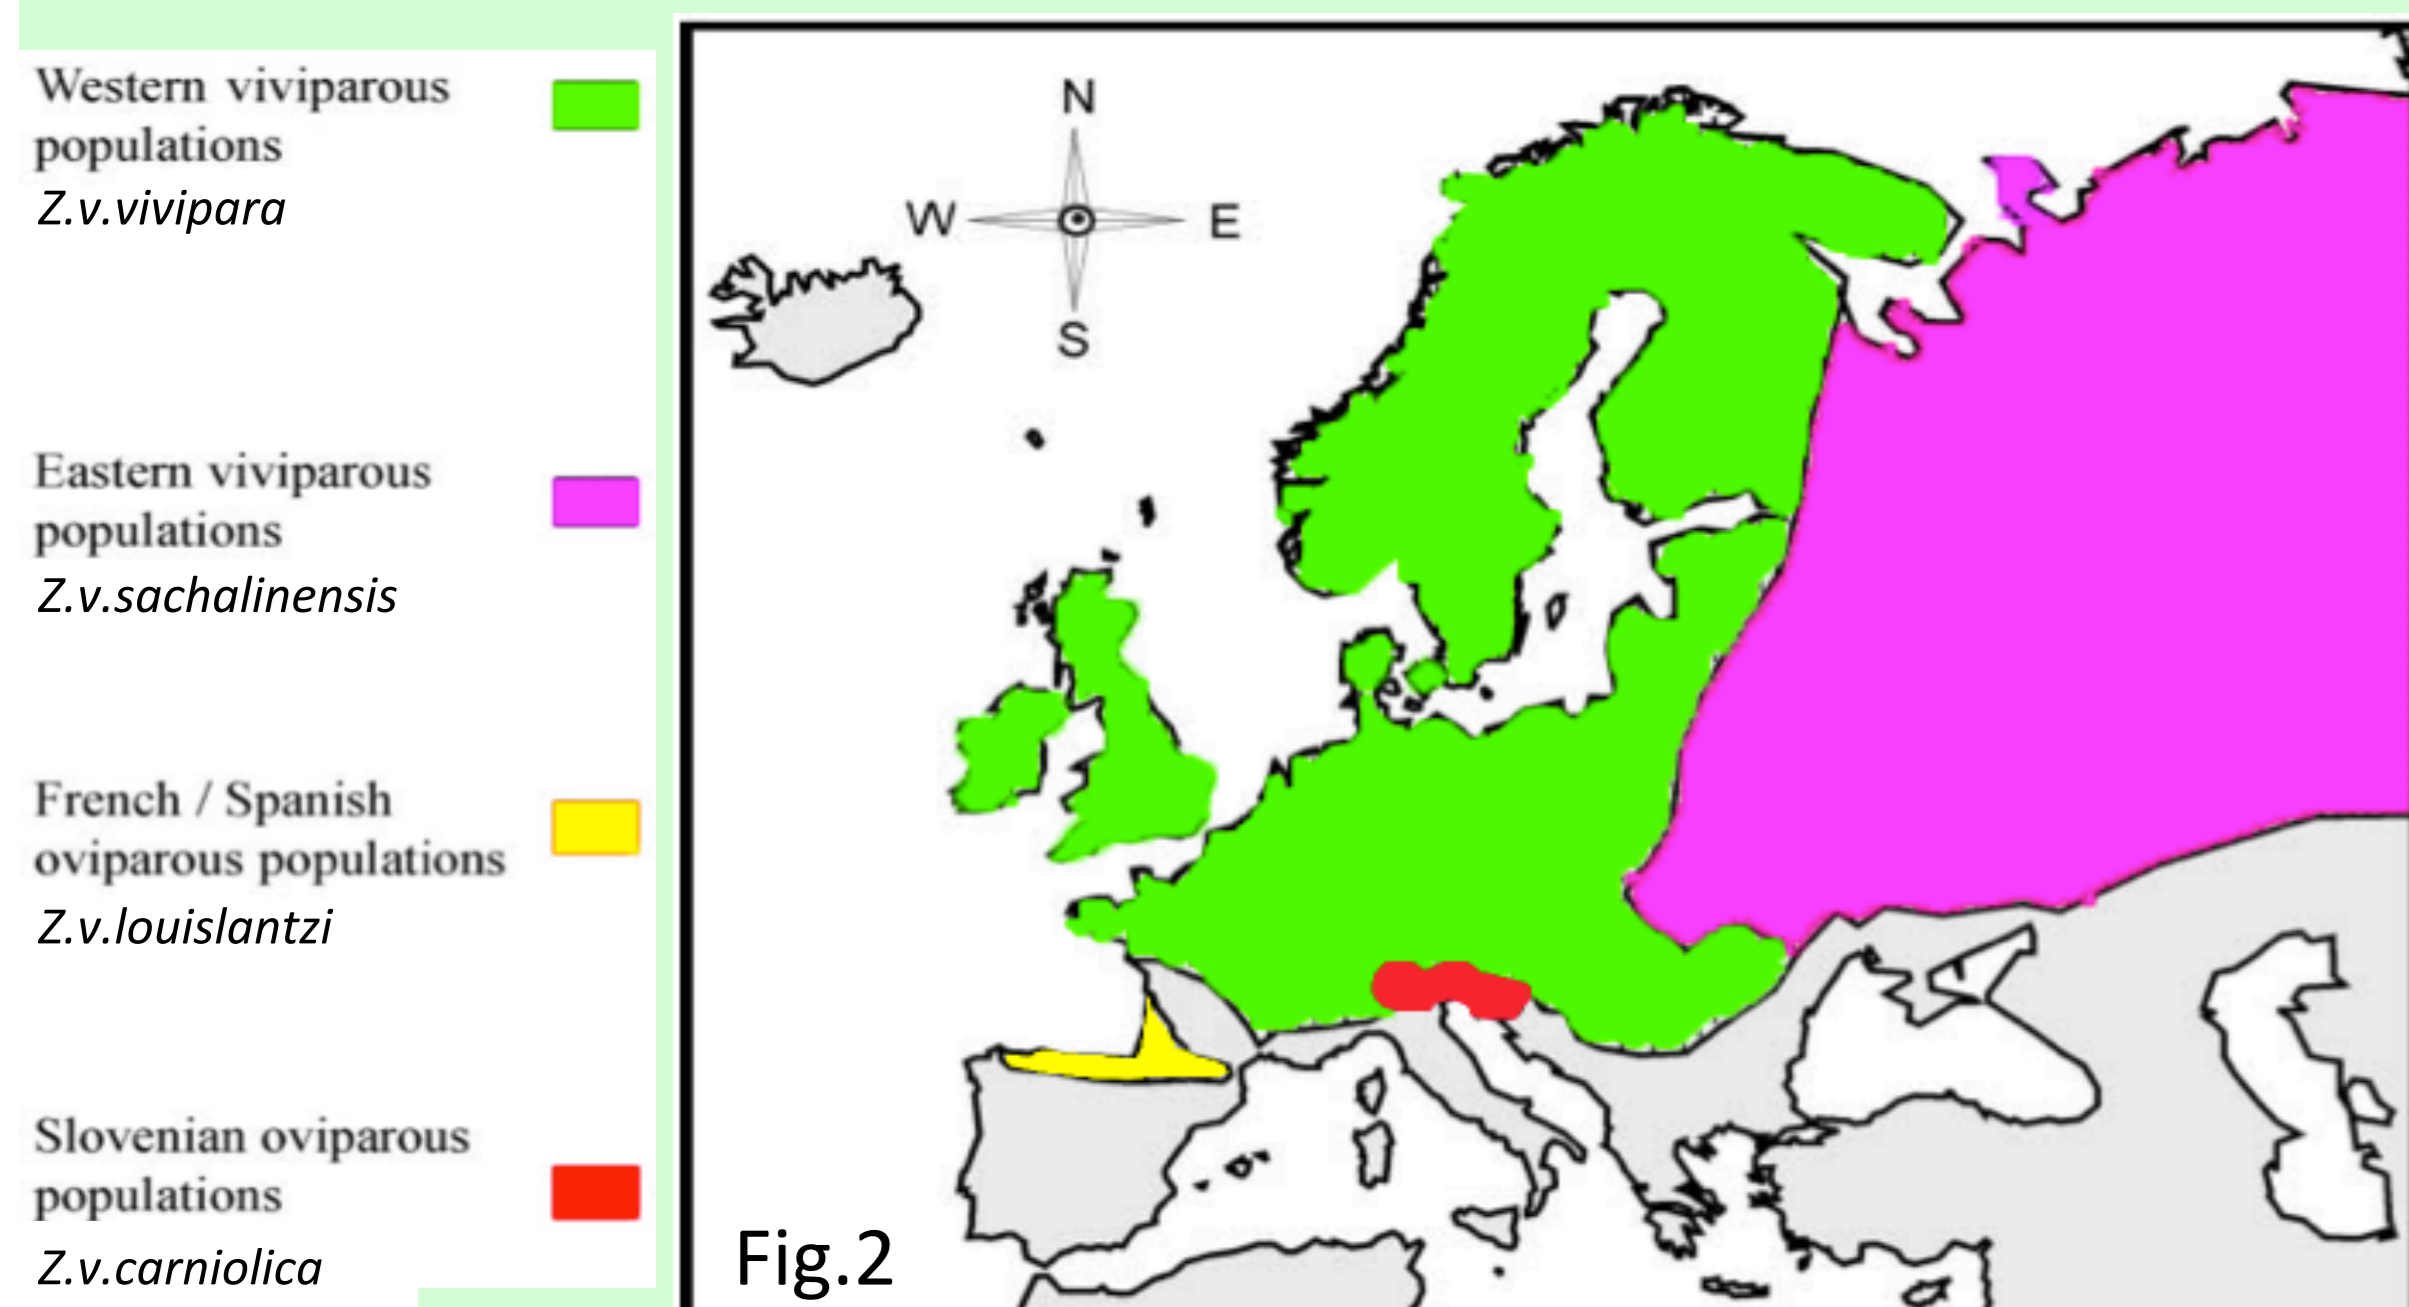 Western viviparous
populations
Z.v.vivipara
Eastern viviparous
populations
Z.v.sachalinensis
French / Spanish
oviparous populations
Z.v.louislantzi
Slovenian oviparous
populations
Z.v.carniolica
N
W E
S
Fig.2